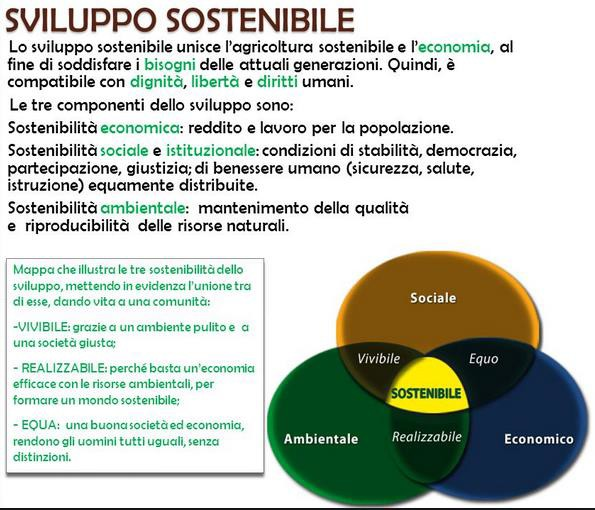 SVILUPPO SOSTENIBILE
Lo sviluppo sostenibile unisce l'agricoltura sostenibile e l'economia, al
fine di soddisfare i bisogni delle attuali generazioni. Quindi, è
compatibile con dignità, libertà e diritti umani.
Le tre componenti dello sviluppo sono:
Sostenibilità economica: reddito e lavoro per la popolazione.
Sostenibilità sociale e istituzionale: condizioni di stabilità, democrazia,
partecipazione, giustizia; di benessere umano (sicurezza, salute,
istruzione) equamente distribuite.
Sostenibilità ambientale: mantenimento della qualità
e riproducibilità delle risorse naturali.
Mappa che illustra le tre sostenibilità dello
sviluppo, mettendo in evidenza l'unione tra
di esse, dando vita a una comunità:
-VIVIBILE: grazie a un ambiente pulito e a
una società giusta;
- REALIZZABILE: perché basta un'economia
efficace con le risorse ambientali, per
formare un mondo sostenibile;
- EQUA: una buona società ed economia,
rendono gli uomini tutti uguali, senza
distinzioni.
Sociale
Vivibile
Equo
SOSTENIBILE
Ambientale
Realizzabile
Economico